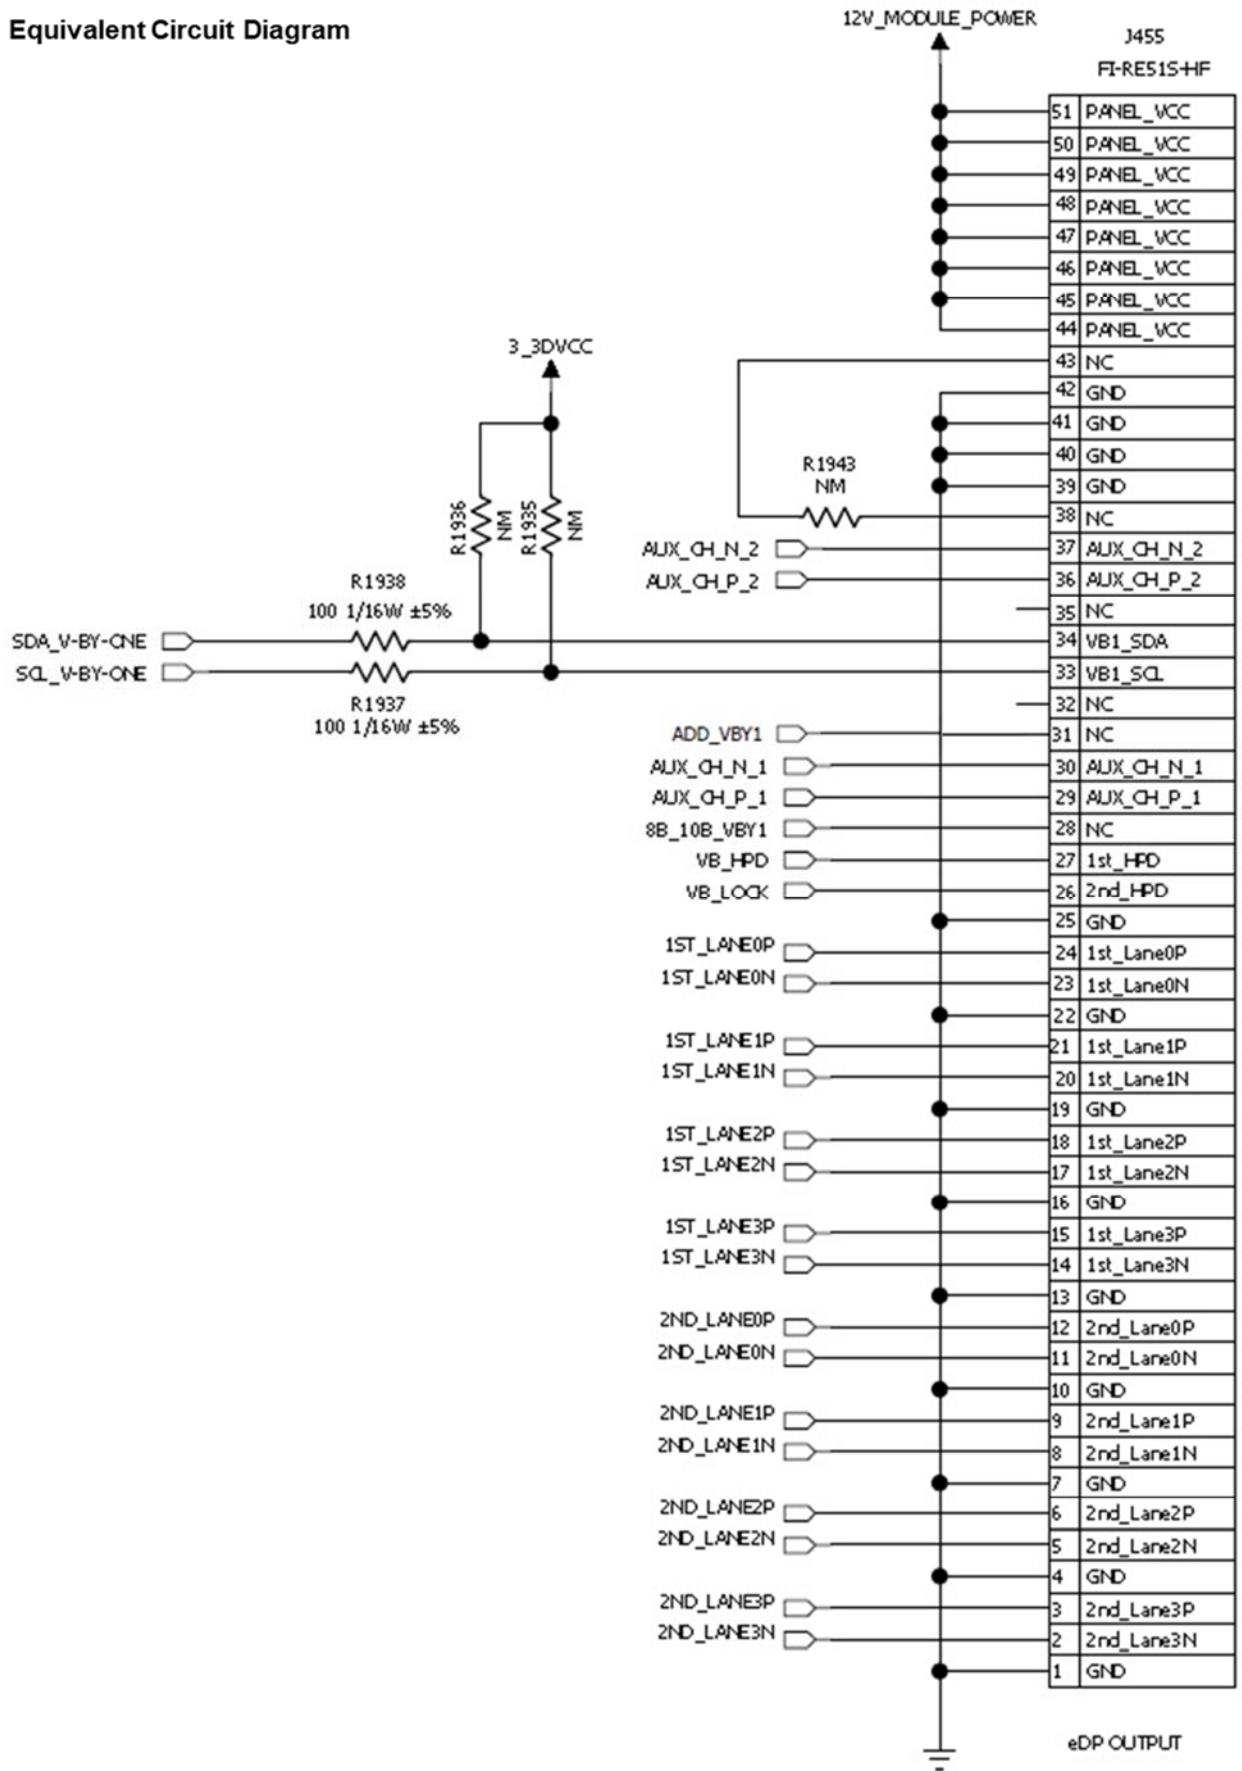 Equivalent Circuit Diagram
12V_MODULE_POWER
J455
FI-RE51S-HF
51 PANEL_VCC
50 PANEL_VCC
49 PANEL_VCC
48 PANEL_VCC
47 PANEL_VCC
46 PANEL_VCC
45 PANEL_VCC
44 PANEL_VCC
3_3DVCC
43 NC
42 GND
41 GND
40 GND
R1943
NM
39 GND
R1936
NM
R1935
NM
38 NC
AUX_CH_N_2 37 AUX_CH_N_2
AUX_CH_P_2 36 AUX_CH_P_2
R1938
100 1/16W ±5%
35 NC
SDA_V-BY-ONE 34 VB1_SDA
SCL_V-BY-ONE 33 VB1_SCL
R1937
100 1/16W ±5%
32 NC
ADD_VBY1 31 NC
AUX_CH_N_1 30 AUX_CH_N_1
AUX_CH_P_1 29 AUX_CH_P_1
8B_10B_VBY1 28 NC
VB_HPD 27 1st_HPD
VB_LOCK 26 2nd_HPD
25 GND
1ST_LANE0P 24 1st_Lane0P
1ST_LANE0N 23 1st_Lane0N
22 GND
1ST_LANE1P 21 1st_Lane1P
1ST_LANE1N 20 1st_Lane1N
19 GND
1ST_LANE2P 18 1st_Lane2P
1ST_LANE2N 17 1st_Lane2N
16 GND
1ST_LANE3P 15 1st_Lane3P
1ST_LANE3N 14 1st_Lane3N
13 GND
2ND_LANE0P 12 2nd_Lane0P
2ND_LANE0N 11 2nd_Lane0N
10 GND
2ND_LANE1P 9 2nd_Lane1P
2ND_LANE1N 8 2nd_Lane1N
7 GND
2ND_LANE2P 6 2nd_Lane2P
2ND_LANE2N 5 2nd_Lane2N
4 GND
2ND_LANE3P 3 2nd_Lane3P
2ND_LANE3N 2 2nd_Lane3N
1 GND
eDP OUTPUT